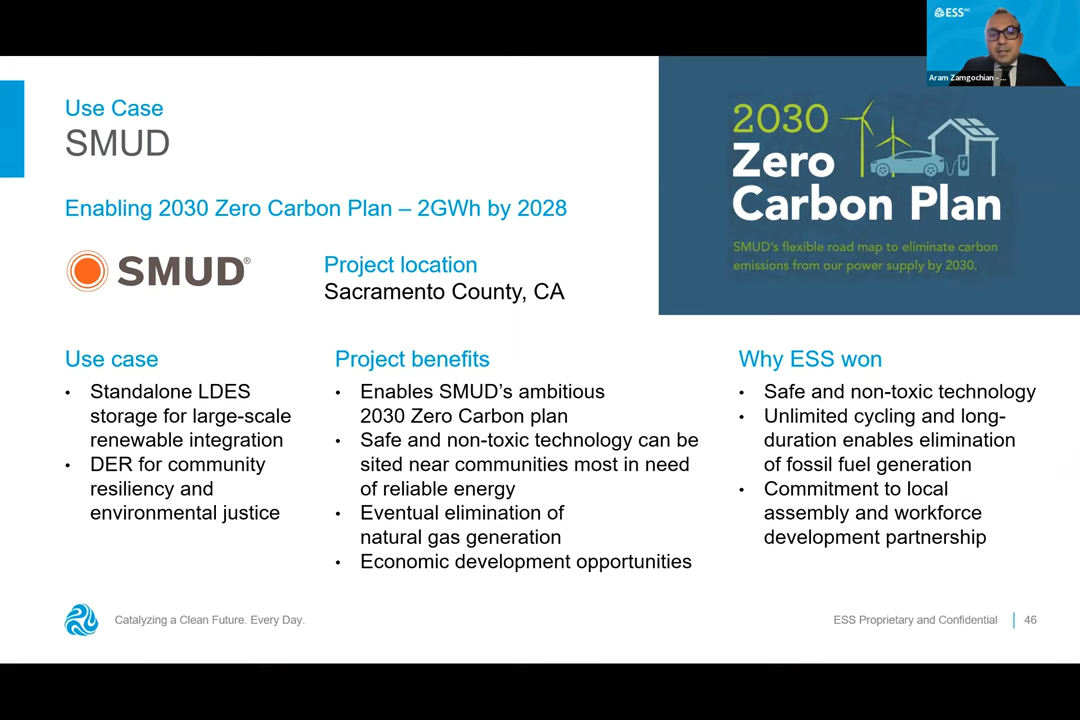 ESS INC
Aram Zamgochian - ...
Use Case
SMUD
Enabling 2030 Zero Carbon Plan – 2GWh by 2028
SMUD®
Project location
Sacramento County, CA
2030
Zero
Carbon Plan
SMUD's flexible road map to eliminate carbon
emissions from our power supply by 2030.
Use case
• Standalone LDES
storage for large-scale
renewable integration
• DER for community
resiliency and
environmental justice
Project benefits
• Enables SMUD's ambitious
2030 Zero Carbon plan
• Safe and non-toxic technology can be
sited near communities most in need
of reliable energy
• Eventual elimination of
natural gas generation
• Economic development opportunities
Why ESS won
• Safe and non-toxic technology
• Unlimited cycling and long-
duration enables elimination
of fossil fuel generation
• Commitment to local
assembly and workforce
development partnership
Catalyzing a Clean Future. Every Day.
ESS Proprietary and Confidential
46